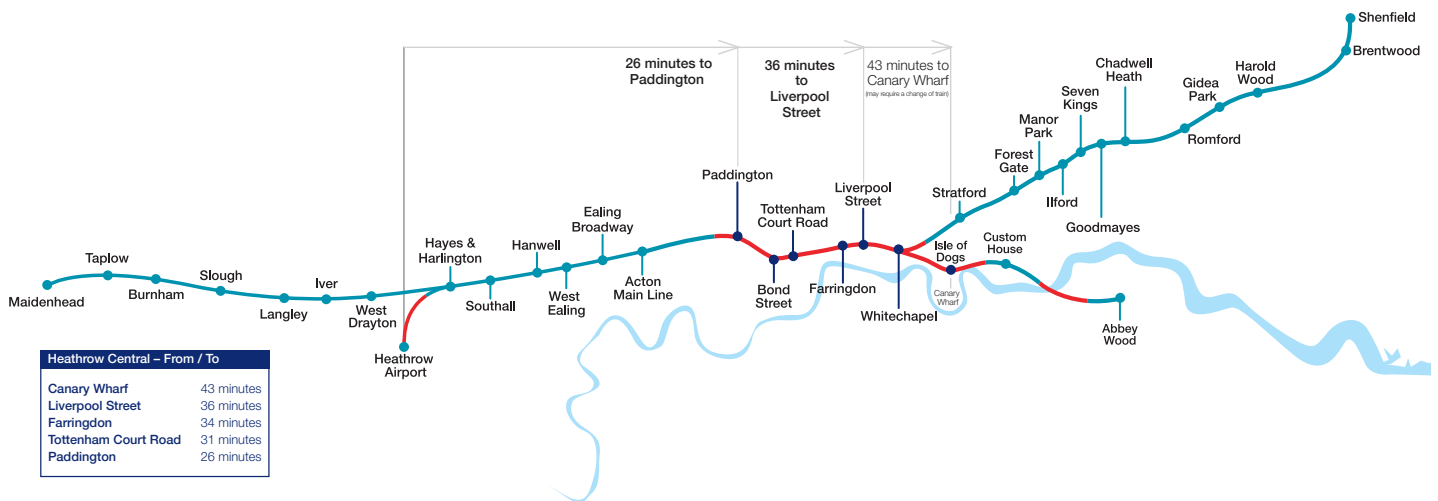 Shenfield
Brentwood
26 minutes to
Paddington
36 minutes
to
Liverpool
Street
43 minutes to
Canary Wharf
(may require a change of train)
Chadwell
Heath
Harold
Wood
Gidea
Park
Seven
Kings
Manor
Park
Romford
Forest
Gate
Ilford
Goodmayes
Paddington
Liverpool
Street
Stratford
Tottenham
Court Road
Ealing
Broadway
Hanwell
Hayes &
Harlington
Isle of
Dogs
Custom
House
Taplow
Slough
Iver
Maidenhead
Burnham
Langley
West
Drayton
Southall
West
Ealing
Acton
Main Line
Bond
Street
Farringdon
Whitechapel
Canary
Wharf
Abbey
Wood
Heathrow
Airport
Heathrow Central – From / To
Canary Wharf 43 minutes
Liverpool Street 36 minutes
Farringdon 34 minutes
Tottenham Court Road 31 minutes
Paddington 26 minutes